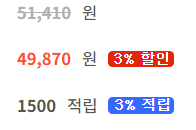 51,410 원
49,870 원 3% 할인
1500 적립 3% 적립